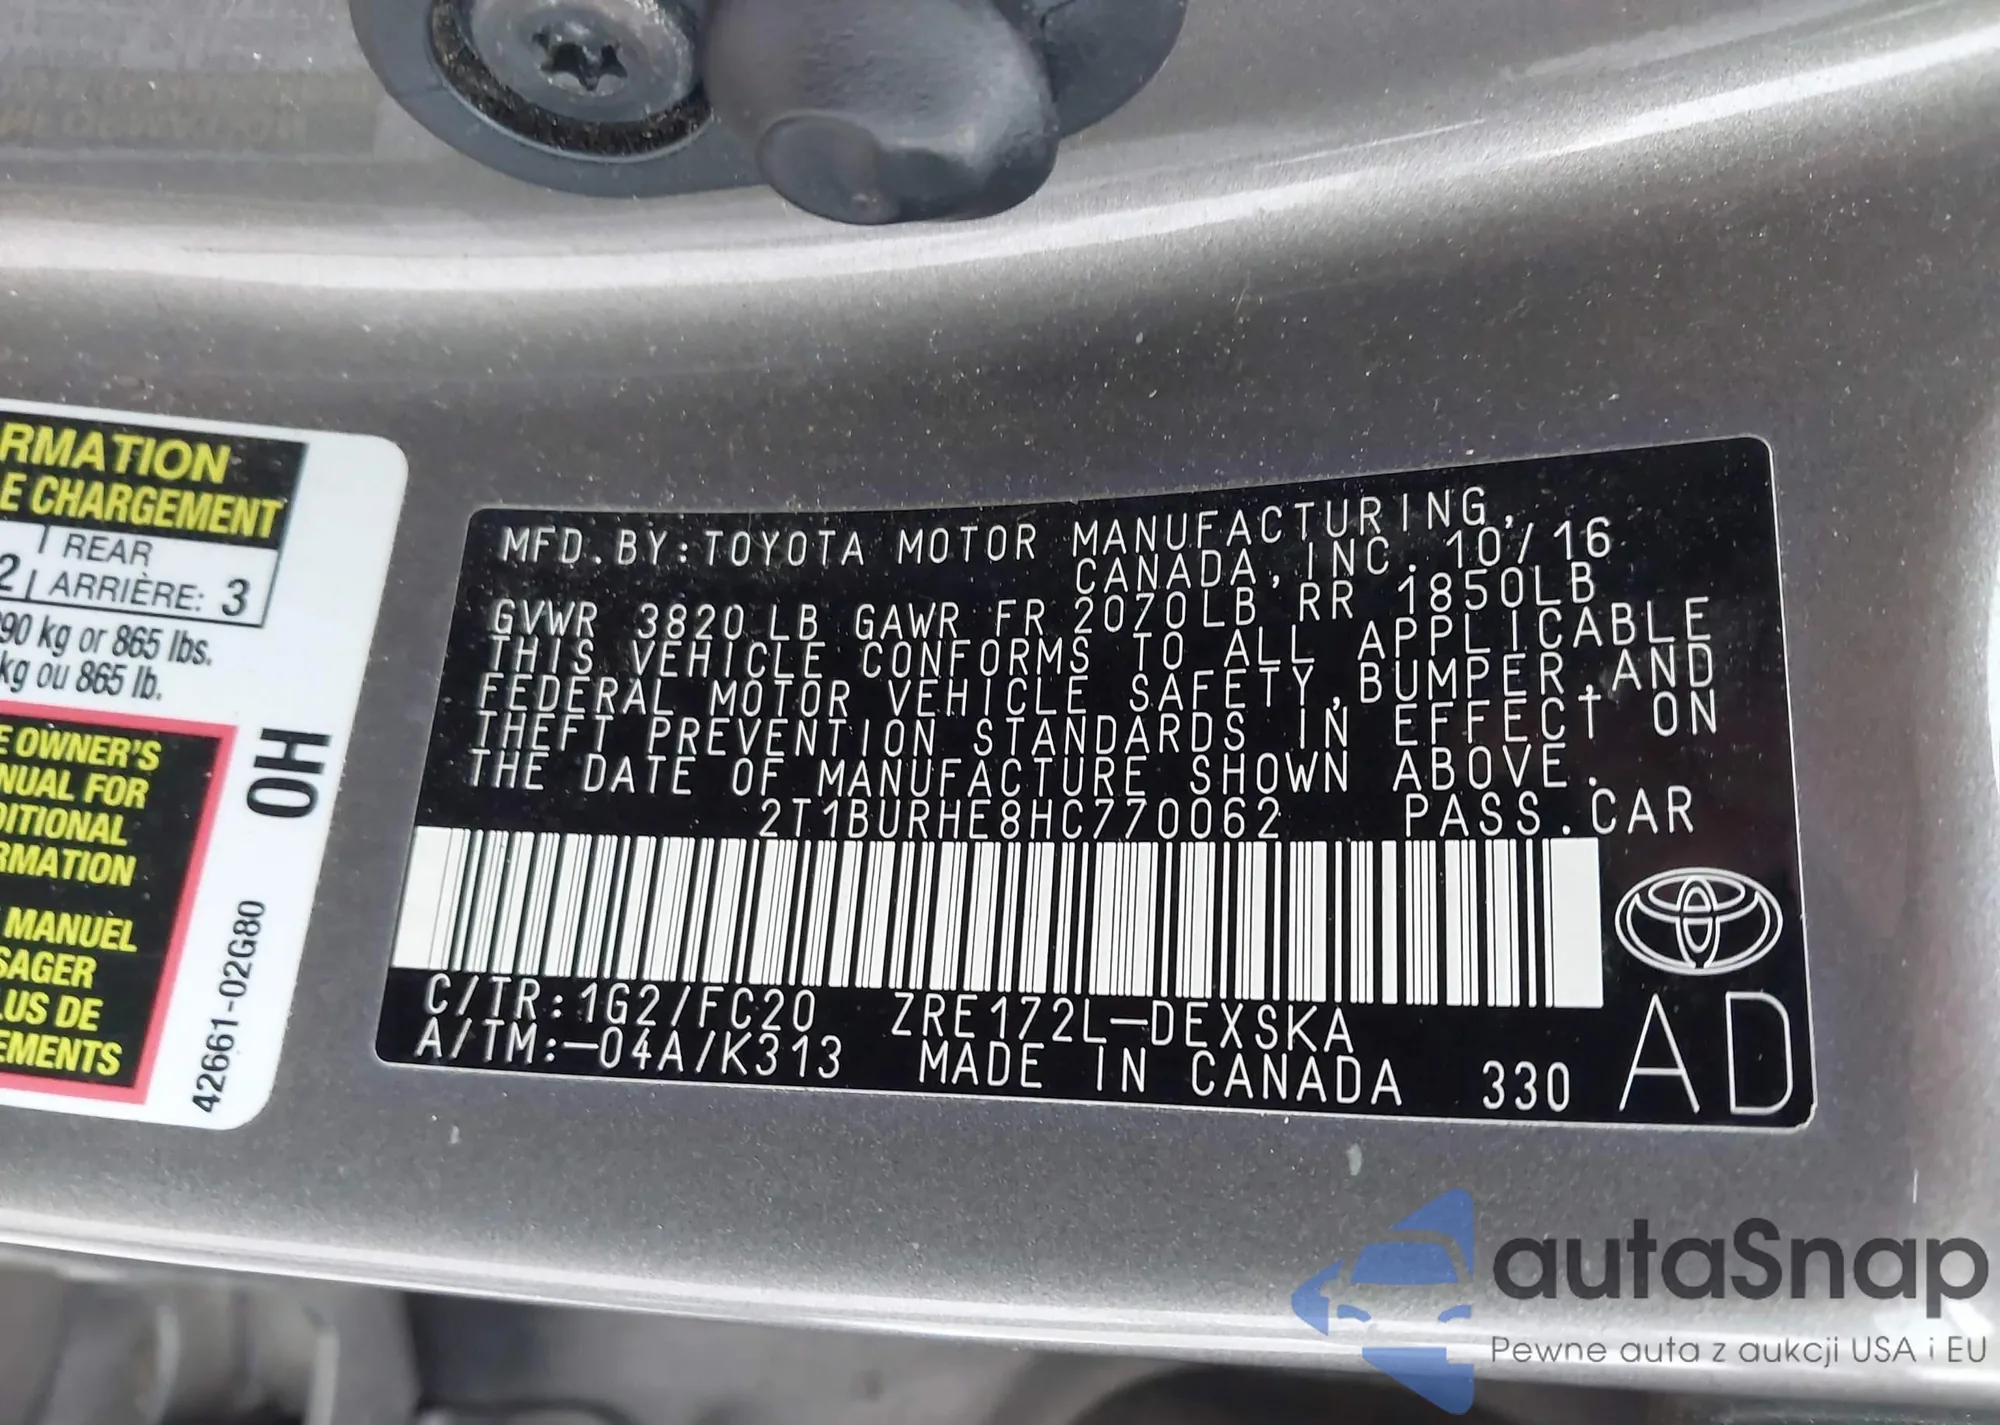 RMATION
E CHARGEMENT
2 | REAR
ARRIÈRE: 3
90 kg or 865 lbs.
kg ou 865 lb.
E OWNER'S
NUAL FOR
DITIONAL
RMATION
MANUEL
SAGER
LUS DE
EMENTS
0H
42661-02G80
MFD.BY:TOYOTA MOTOR MANUFACTURING,
CANADA,INC. 10/16
GVWR 3820LB GAWR FR 2070LB RR 1850LB
THIS VEHICLE CONFORMS TO ALL APPLICABLE
FEDERAL MOTOR VEHICLE SAFETY,BUMPER,AND
THEFT PREVENTION STANDARDS IN EFFECT ON
THE DATE OF MANUFACTURE SHOWN ABOVE.
2T1BURHE8HC770062 PASS.CAR
C/TR:1G2/FC20 ZRE172L-DEXSKA
A/TM:-04A/K313 MADE IN CANADA 330
AD
autaSnap
Pewne auta z aukcji USA i EU